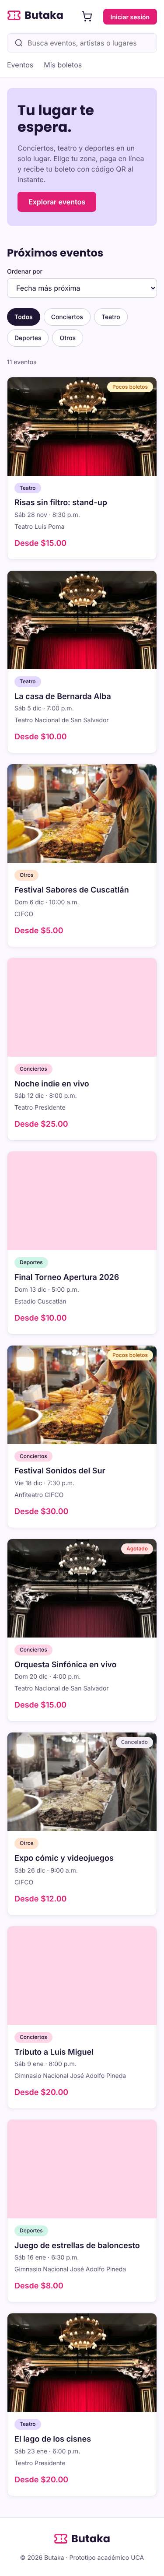 Butaka
Iniciar sesión
Busca eventos, artistas o lugares
Eventos
Mis boletos
Tu lugar te
espera.
Conciertos, teatro y deportes en un
solo lugar. Elige tu zona, paga en línea
y recibe tu boleto con código QR al
instante.
Explorar eventos
Próximos eventos
Ordenar por
Fecha más próxima
Todos
Conciertos
Teatro
Deportes
Otros
11 eventos
Pocos boletos
Teatro
Risas sin filtro: stand-up
Sáb 28 nov · 8:30 p.m.
Teatro Luis Poma
Desde $15.00
Teatro
La casa de Bernarda Alba
Sáb 5 dic · 7:00 p.m.
Teatro Nacional de San Salvador
Desde $10.00
Otros
Festival Sabores de Cuscatlán
Dom 6 dic · 10:00 a.m.
CIFCO
Desde $5.00
Conciertos
Noche indie en vivo
Sáb 12 dic · 8:00 p.m.
Teatro Presidente
Desde $25.00
Deportes
Final Torneo Apertura 2026
Dom 13 dic · 5:00 p.m.
Estadio Cuscatlán
Desde $10.00
Pocos boletos
Conciertos
Festival Sonidos del Sur
Vie 18 dic · 7:30 p.m.
Anfiteatro CIFCO
Desde $30.00
Agotado
Conciertos
Orquesta Sinfónica en vivo
Dom 20 dic · 4:00 p.m.
Teatro Nacional de San Salvador
Desde $15.00
Cancelado
Otros
Expo cómic y videojuegos
Sáb 26 dic · 9:00 a.m.
CIFCO
Desde $12.00
Conciertos
Tributo a Luis Miguel
Sáb 9 ene · 8:00 p.m.
Gimnasio Nacional José Adolfo Pineda
Desde $20.00
Deportes
Juego de estrellas de baloncesto
Sáb 16 ene · 6:30 p.m.
Gimnasio Nacional José Adolfo Pineda
Desde $8.00
Teatro
El lago de los cisnes
Sáb 23 ene · 6:00 p.m.
Teatro Presidente
Desde $20.00
Butaka
© 2026 Butaka · Prototipo académico UCA